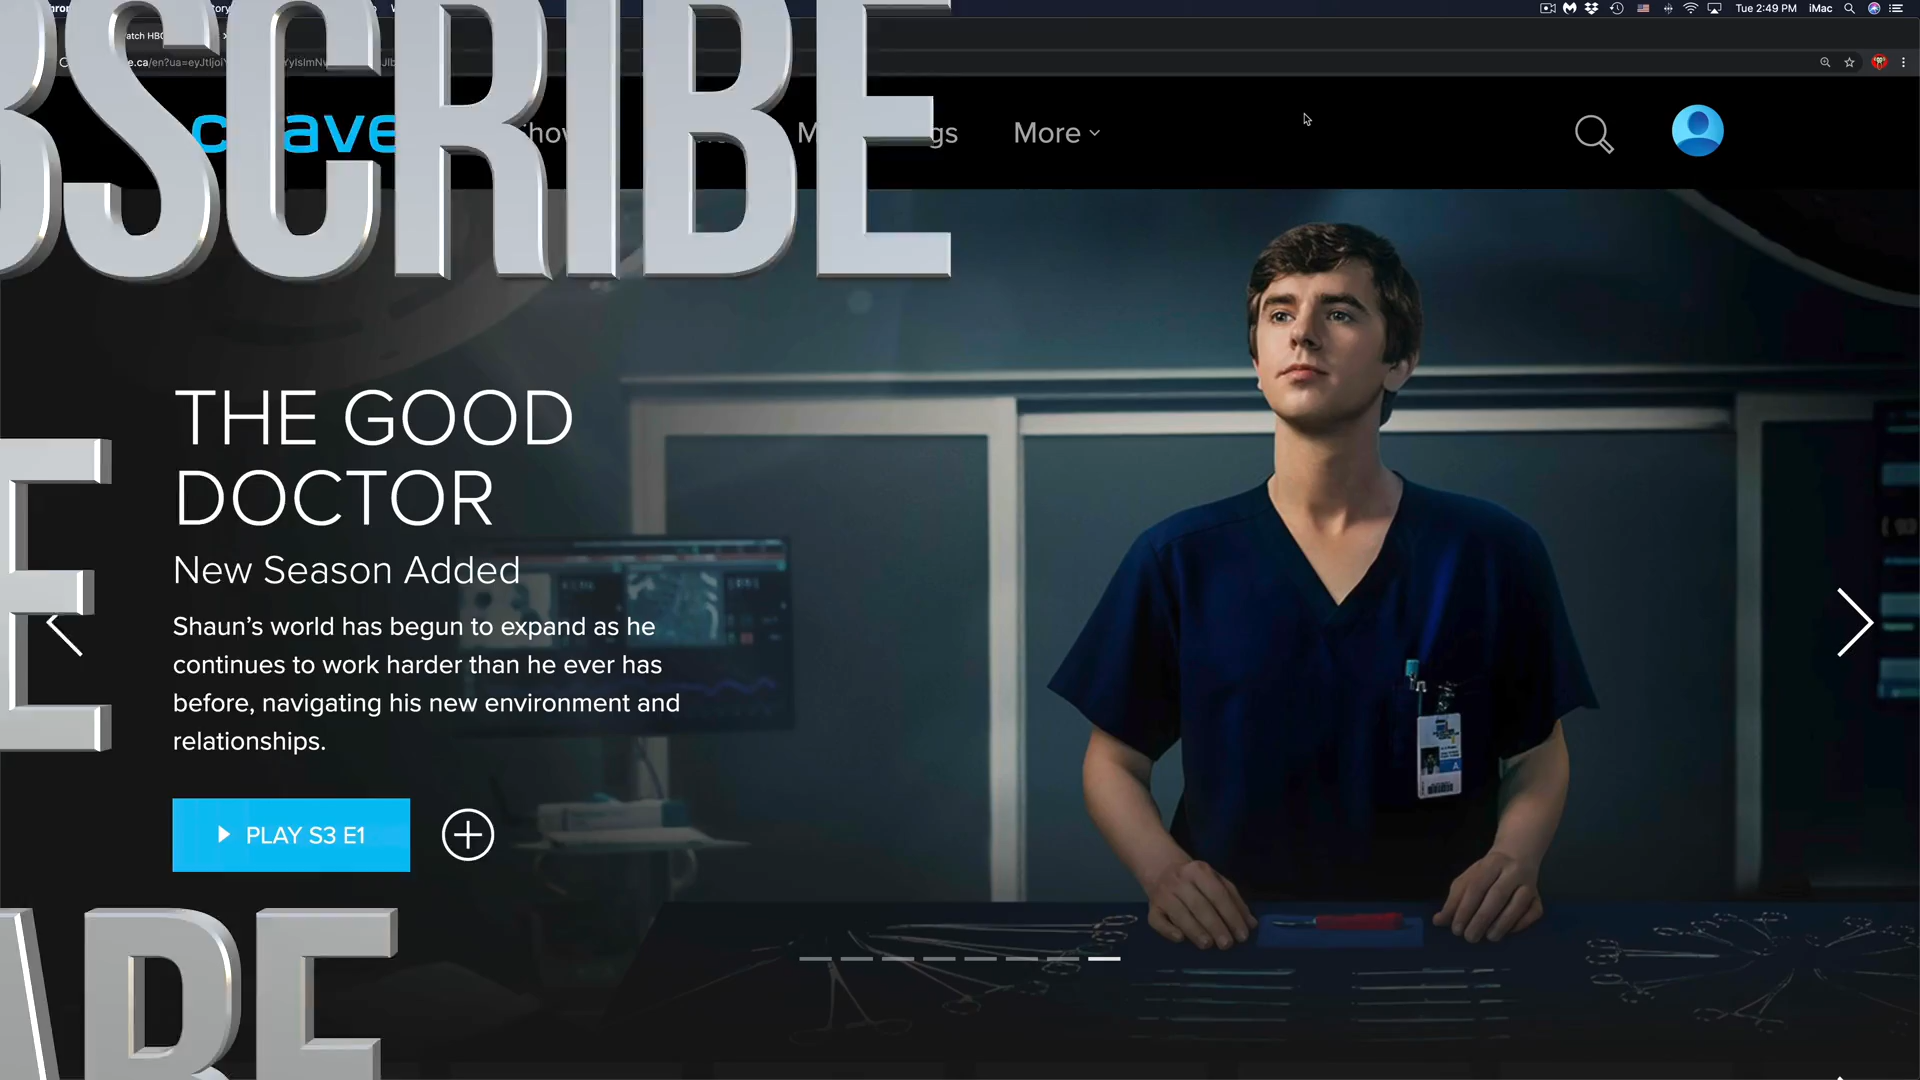 Tue 2:49 PM iMac
BSCRIBE
More
THE GOOD
DOCTOR
New Season Added
Shaun's world has begun to expand as he
continues to work harder than he ever has
before, navigating his new environment and
relationships.
PLAY S3 E1
E
ARE